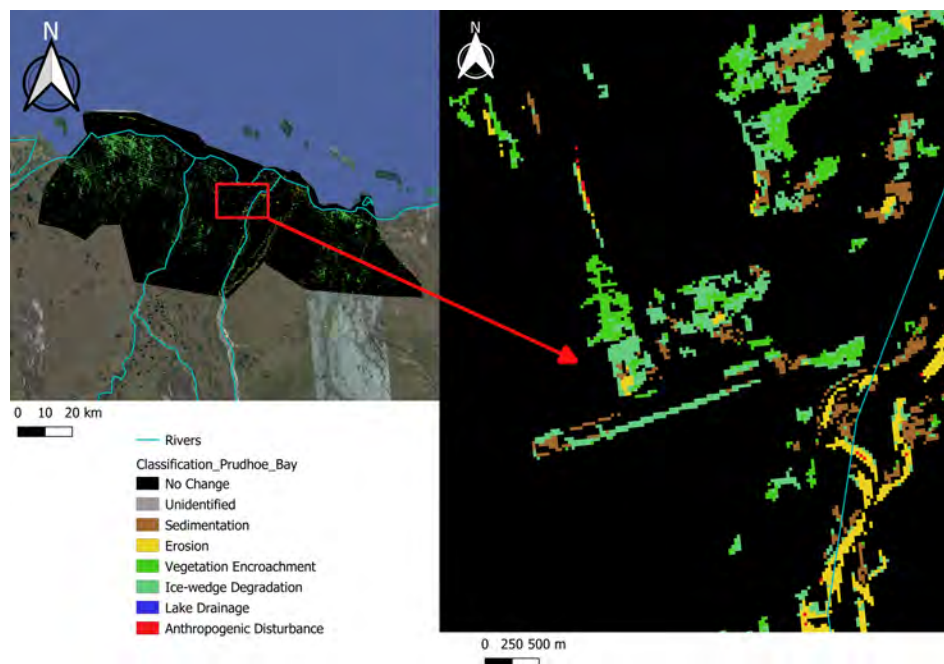 N
N
0 10 20 km
Rivers
Classification_Prudhoe_Bay
No Change
Unidentified
Sedimentation
Erosion
Vegetation Encroachment
Ice-wedge Degradation
Lake Drainage
Anthropogenic Disturbance
0 250 500 m